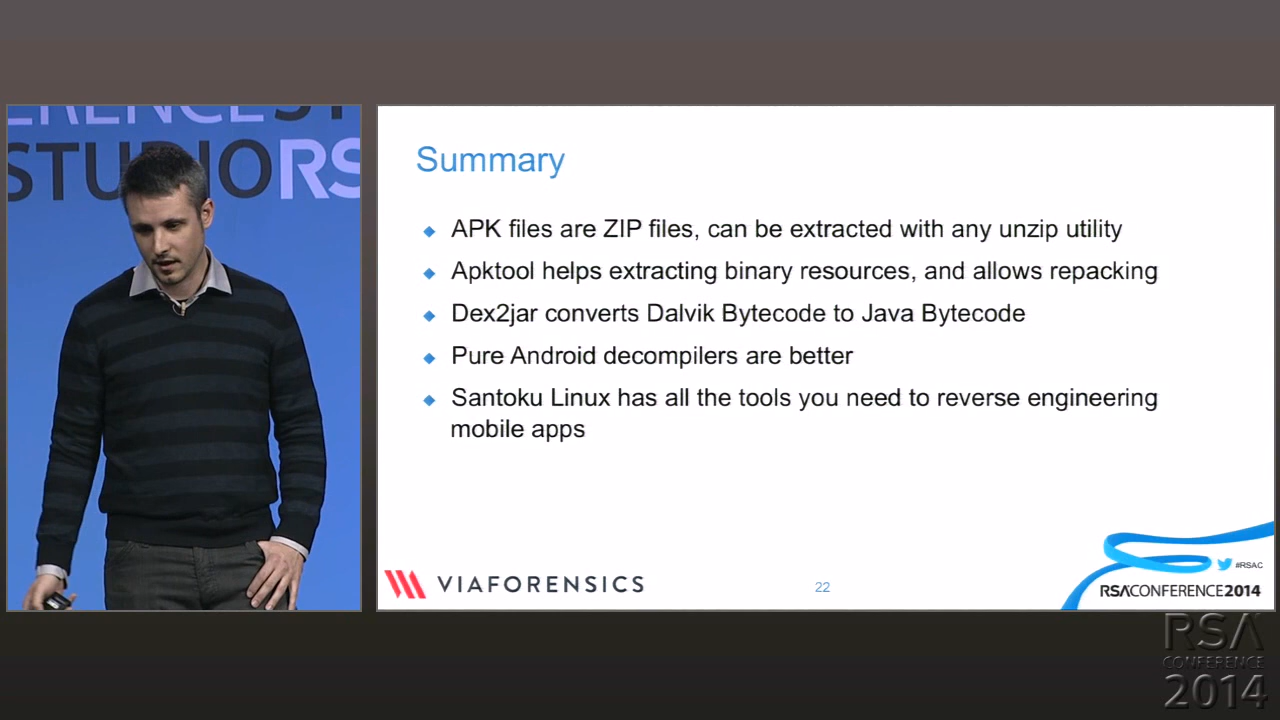 ERENCEST
STUDIORS
Summary
APK files are ZIP files, can be extracted with any unzip utility
Apktool helps extracting binary resources, and allows repacking
Dex2jar converts Dalvik Bytecode to Java Bytecode
Pure Android decompilers are better
Santoku Linux has all the tools you need to reverse engineering
mobile apps
VIAFORENSICS
22
#RSAC
RSACONFERENCE2014
RSA
CONFERENCE
2014